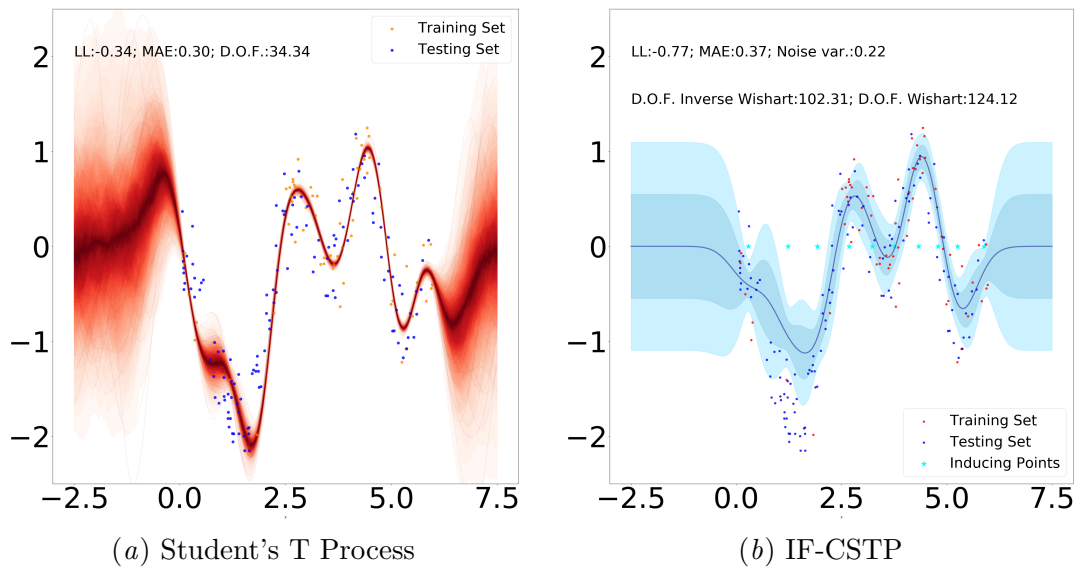 LL:-0.34; MAE:0.30; D.O.F.:34.34
Training Set
Testing Set
2
1
0
−1
−2
−2.5 0.0 2.5 5.0 7.5
(a) Student's T Process
LL:-0.77; MAE:0.37; Noise var.:0.22
D.O.F. Inverse Wishart:102.31; D.O.F. Wishart:124.12
2
1
0
−1
−2
Training Set
Testing Set
Inducing Points
−2.5 0.0 2.5 5.0 7.5
(b) IF-CSTP